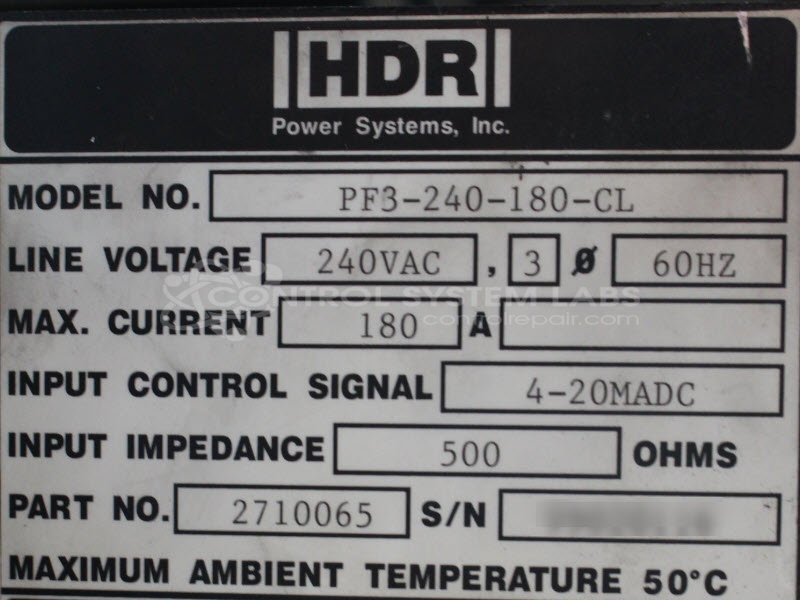 HDR
Power Systems, Inc.
MODEL NO. PF3-240-180-CL
LINE VOLTAGE 240VAC , 3 Ø 60HZ
CONTROL SYSTEM LABS
MAX. CURRENT 180 A
controlrepair.com
INPUT CONTROL SIGNAL 4-20MADC
INPUT IMPEDANCE 500 OHMS
PART NO. 2710065 S/N
MAXIMUM AMBIENT TEMPERATURE 50°C